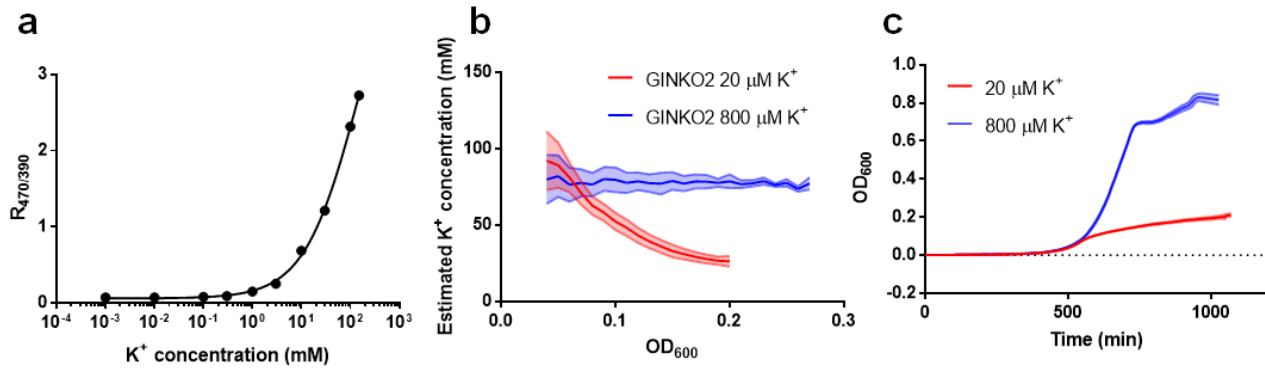 a
3
2
1
0
R470/390
10⁻⁴ 10⁻³ 10⁻² 10⁻¹ 10⁰ 10¹ 10² 10³
K⁺ concentration (mM)
b
150
100
50
0
Estimated K⁺ concentration (mM)
GINKO2 20 μM K⁺
GINKO2 800 μM K⁺
0.0 0.1 0.2 0.3
OD₆₀₀
c
1.0
0.8
0.6
0.4
0.2
0.0
-0.2
OD₆₀₀
20 μM K⁺
800 μM K⁺
0 500 1000
Time (min)